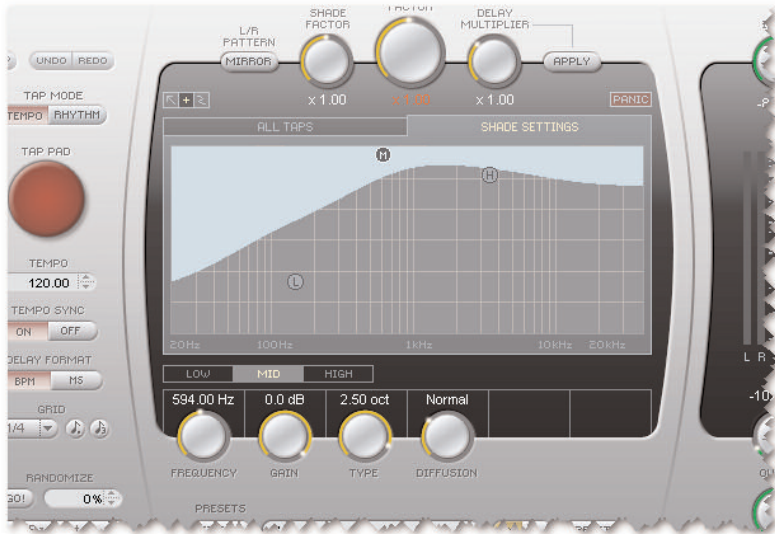 SHADE
FACTOR
FACTOR
DELAY
MULTIPLIER
L/R
PATTERN
MIRROR
APPLY
UNDO REDO
x 1.00
x 1.00
PANIC
TAP MODE
TEMPO RHYTHM
ALL TAPS
SHADE SETTINGS
TAP PAD
M
H
L
TEMPO
120.00
TEMPO SYNC
ON OFF
20Hz 100Hz 1kHz 10kHz 20kHz
DELAY FORMAT
BPM MS
LOW MID HIGH
L R
594.00 Hz 0.0 dB 2.50 oct Normal
GRID
1/4
FREQUENCY GAIN TYPE DIFFUSION
RANDOMIZE
GO! 0%
PRESETS